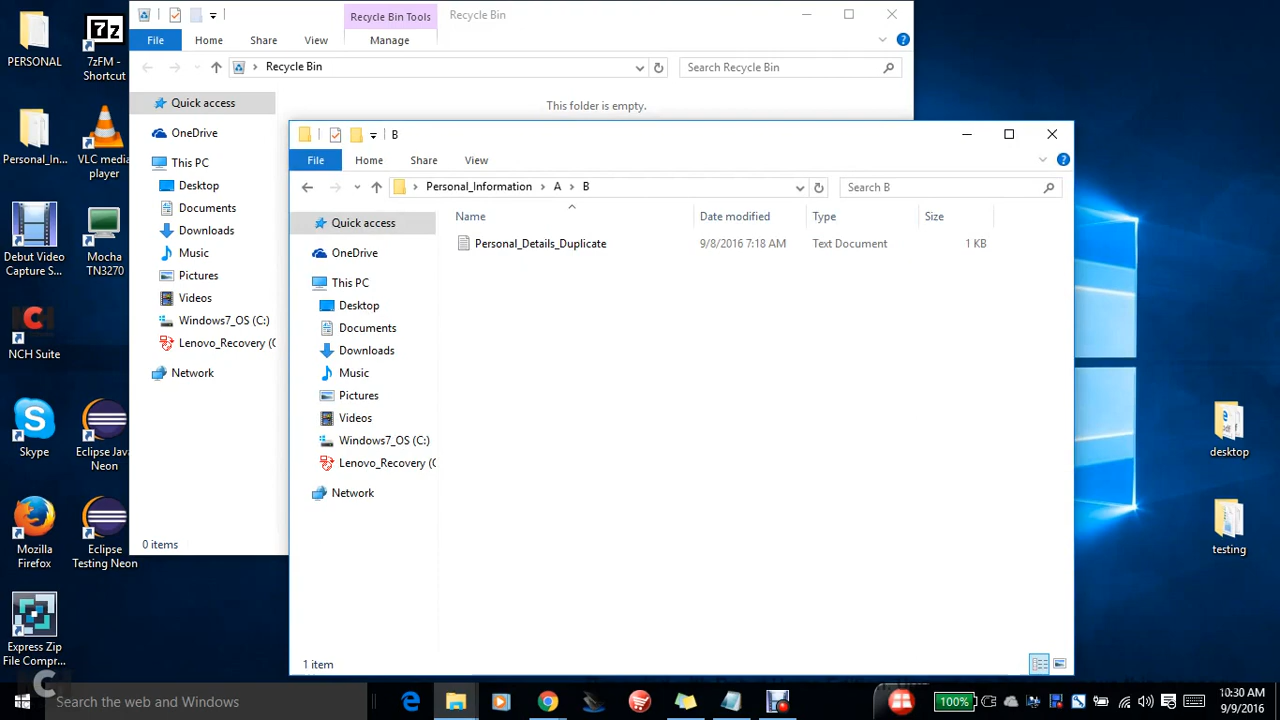 PERSONAL
7zFM - Shortcut
Personal_In...
VLC media player
Debut Video Capture S...
Mocha TN3270
NCH Suite
Skype
Eclipse Java Neon
Mozilla Firefox
Eclipse Testing Neon
Express Zip File Compr...
Recycle Bin Tools
Recycle Bin
File
Home
Share
View
Manage
Recycle Bin
Search Recycle Bin
This folder is empty.
Quick access
OneDrive
This PC
Desktop
Documents
Downloads
Music
Pictures
Videos
Windows7_OS (C:)
Lenovo_Recovery (
Network
0 items
B
File
Home
Share
View
Personal_Information
A
B
Search B
Name
Date modified
Type
Size
Personal_Details_Duplicate
9/8/2016 7:18 AM
Text Document
1 KB
Quick access
OneDrive
This PC
Desktop
Documents
Downloads
Music
Pictures
Videos
Windows7_OS (C:)
Lenovo_Recovery (
Network
1 item
desktop
testing
Search the web and Windows
100%
10:30 AM
9/9/2016